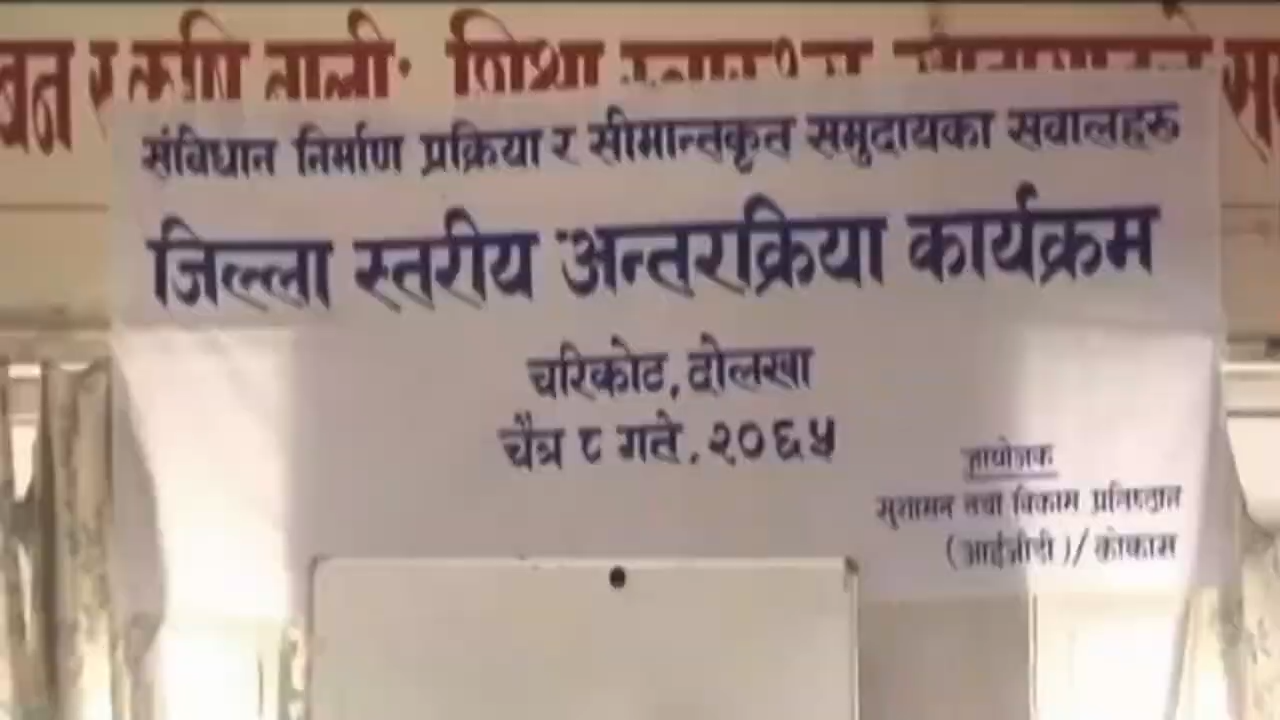 संविधान निर्माण प्रक्रिया र सीमान्तकृत समुदायका सवालहरू
जिल्ला स्तरीय अन्तरक्रिया कार्यक्रम
चरिकोट, दोलखा
चैत्र ८ गते, २०६५
आयोजक
सुशासन तथा विकास प्रतिष्ठान
(आईजीडी)/कोकास